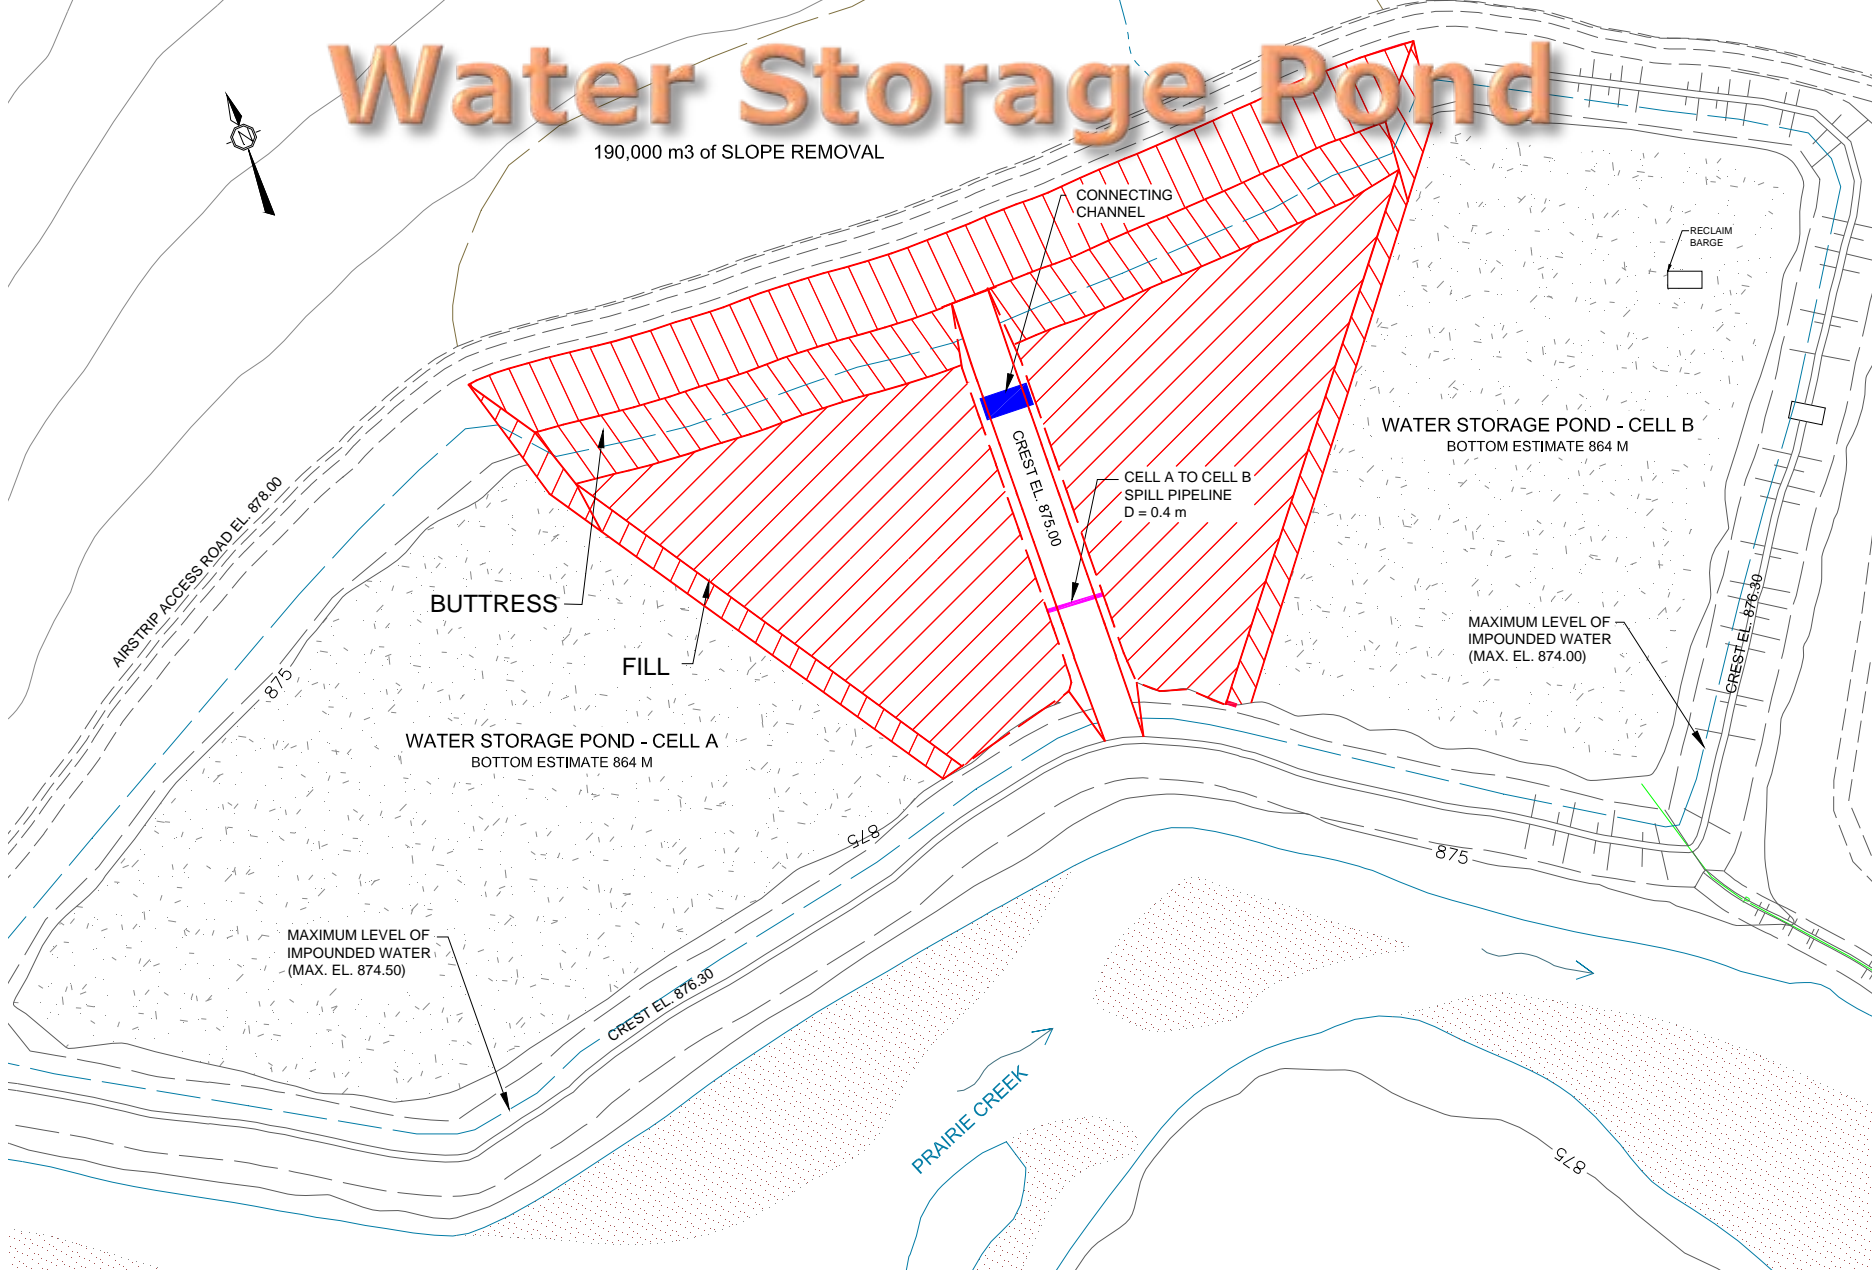 Water Storage Pond
N
190,000 m3 of SLOPE REMOVAL
CONNECTING
CHANNEL
RECLAIM
BARGE
WATER STORAGE POND - CELL B
BOTTOM ESTIMATE 864 M
CREST EL. 875.00
CELL A TO CELL B
SPILL PIPELINE
D = 0.4 m
AIRSTRIP ACCESS ROAD EL. 878.00
BUTTRESS
FILL
875
MAXIMUM LEVEL OF
IMPOUNDED WATER
(MAX. EL. 874.00)
CREST EL. 876.30
WATER STORAGE POND - CELL A
BOTTOM ESTIMATE 864 M
875
875
MAXIMUM LEVEL OF
IMPOUNDED WATER
(MAX. EL. 874.50)
CREST EL. 876.30
PRAIRIE CREEK
875